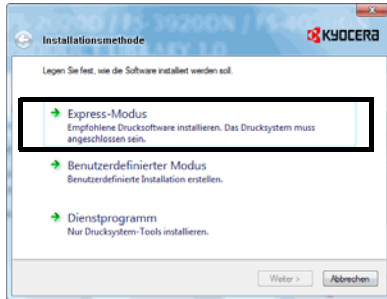 Installationsmethode
KYOCERA
Legen Sie fest, wie die Software installiert werden soll.
Express-Modus
Empfohlene Drucksoftware installieren. Das Drucksystem muss
angeschlossen sein.
Benutzerdefinierter Modus
Benutzerdefinierte Installation erstellen.
Dienstprogramm
Nur Drucksystem-Tools installieren.
Weiter >
Abbrechen